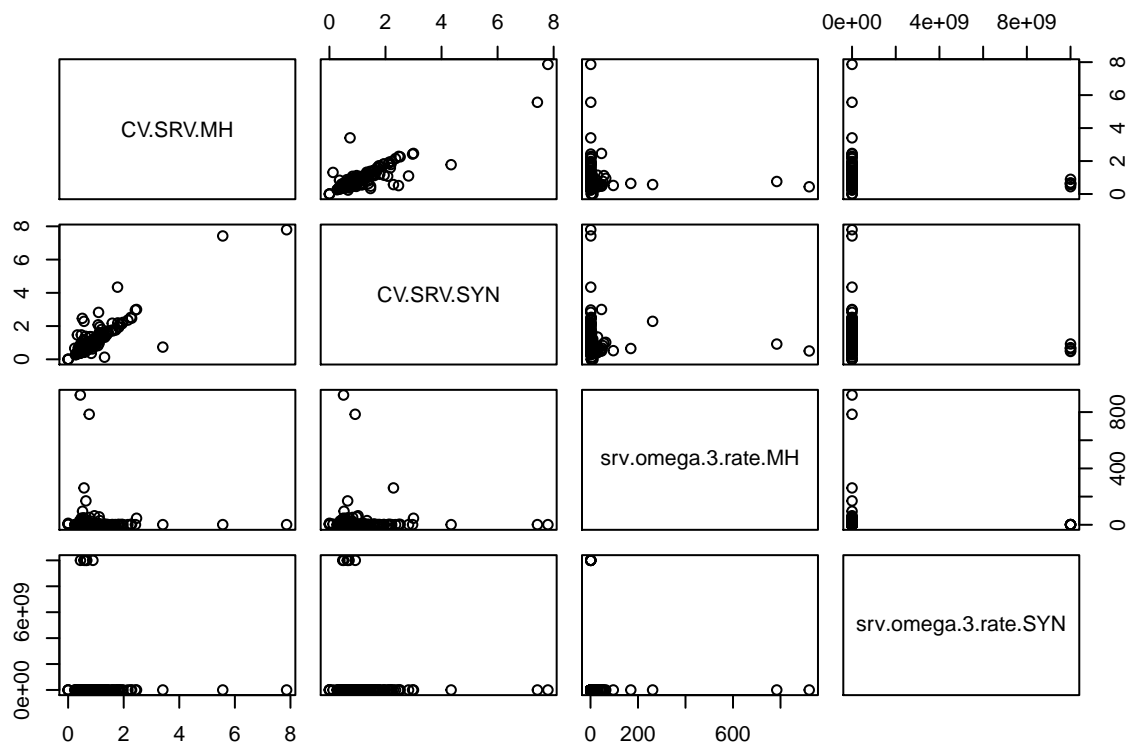 0 2 4 6 8
0e+00 4e+09 8e+09
CV.SRV.MH
0 2 4 6 8
0 2 4 6 8
CV.SRV.SYN
srv.omega.3.rate.MH
0 400 800
0e+00 6e+09
srv.omega.3.rate.SYN
0 2 4 6 8
0 200 600